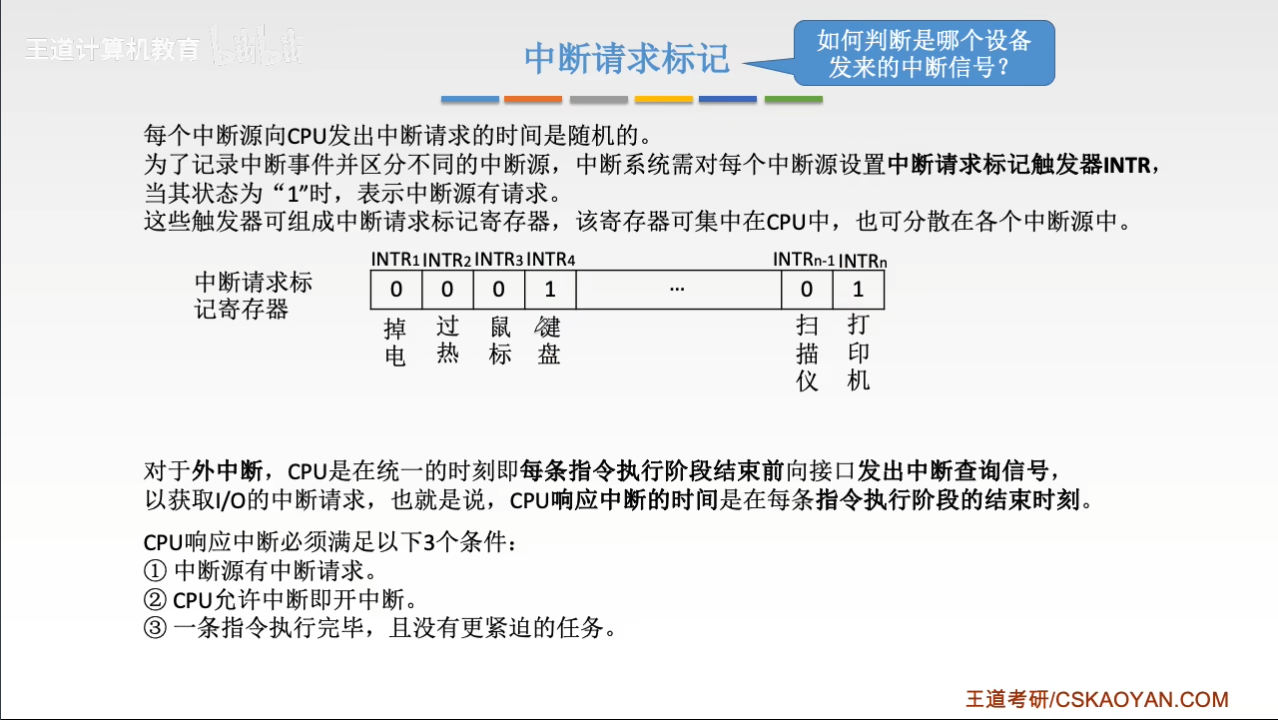 王道计算机教育 bilibili
中断请求标记
如何判断是哪个设备
发来的中断信号？
每个中断源向CPU发出中断请求的时间是随机的。
为了记录中断事件并区分不同的中断源，中断系统需对每个中断源设置中断请求标记触发器INTR，
当其状态为“1”时，表示中断源有请求。
这些触发器可组成中断请求标记寄存器，该寄存器可集中在CPU中，也可分散在各个中断源中。
INTR1 INTR2 INTR3 INTR4 INTRn-1 INTRn
中断请求标
记寄存器
0 0 0 1 ... 0 1
掉电 过热 鼠标 键盘 扫描仪 打印机
对于外中断，CPU是在统一的时刻即每条指令执行阶段结束前向接口发出中断查询信号，
以获取I/O的中断请求，也就是说，CPU响应中断的时间是在每条指令执行阶段的结束时刻。
CPU响应中断必须满足以下3个条件：
① 中断源有中断请求。
② CPU允许中断即开中断。
③ 一条指令执行完毕，且没有更紧迫的任务。
王道考研/CSKAOYAN.COM